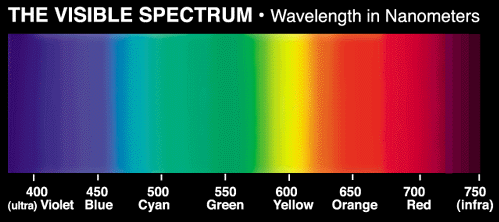 THE VISIBLE SPECTRUM • Wavelength in Nanometers
400 450 500 550 600 650 700 750
(ultra) Violet Blue Cyan Green Yellow Orange Red (infra)